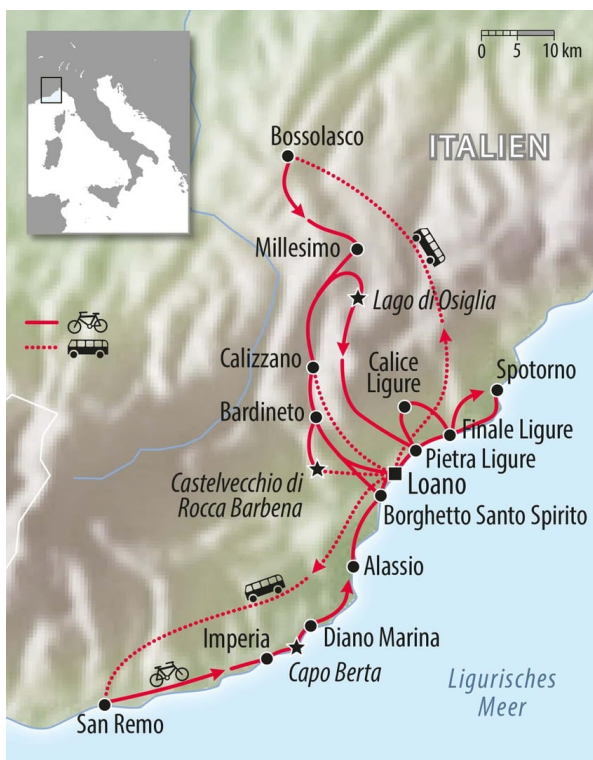 0 5 10 km
ITALIEN
Bossolasco
Millesimo
Lago di Osiglia
Calizzano
Calice
Ligure
Spotorno
Bardineto
Finale Ligure
Pietra Ligure
Castelvecchio di
Rocca Barbena
Loano
Borghetto Santo Spirito
Alassio
Imperia
Diano Marina
Capo Berta
Ligurisches
Meer
San Remo